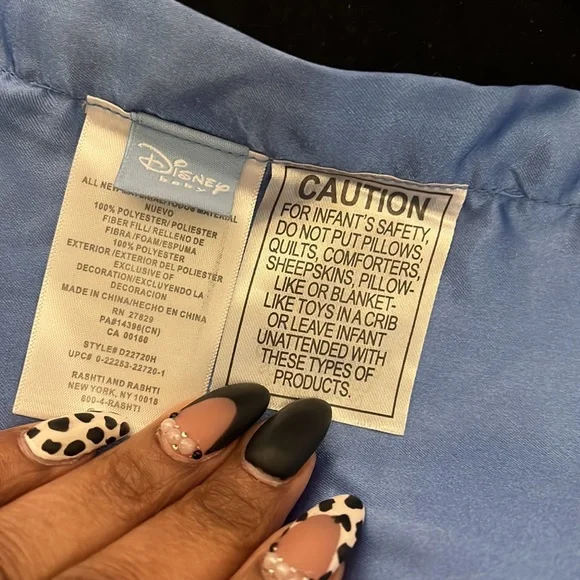 Disney
baby
ALL NEW MATERIAL/TODOS MATERIAL
NUEVO
100% POLYESTER/POLIESTER
FIBER FILL/RELLENO DE
FIBRA/FOAM/ESPUMA
100% POLYESTER
EXTERIOR/EXTERIOR DEL POLIESTER
EXCLUSIVE OF
DECORATION/EXCLUYENDO LA
DECORACION
MADE IN CHINA/HECHO EN CHINA
RN 27829
PA#14396(CN)
CA 00160
STYLE# D22720H
UPC# 0-22253-22720-1
RASHTI AND RASHTI
NEW YORK, NY 10018
800-4-RASHTI
CAUTION
FOR INFANT'S SAFETY,
DO NOT PUT PILLOWS,
QUILTS, COMFORTERS,
SHEEPSKINS, PILLOW-
LIKE OR BLANKET-
LIKE TOYS IN A CRIB
OR LEAVE INFANT
UNATTENDED WITH
THESE TYPES OF
PRODUCTS.